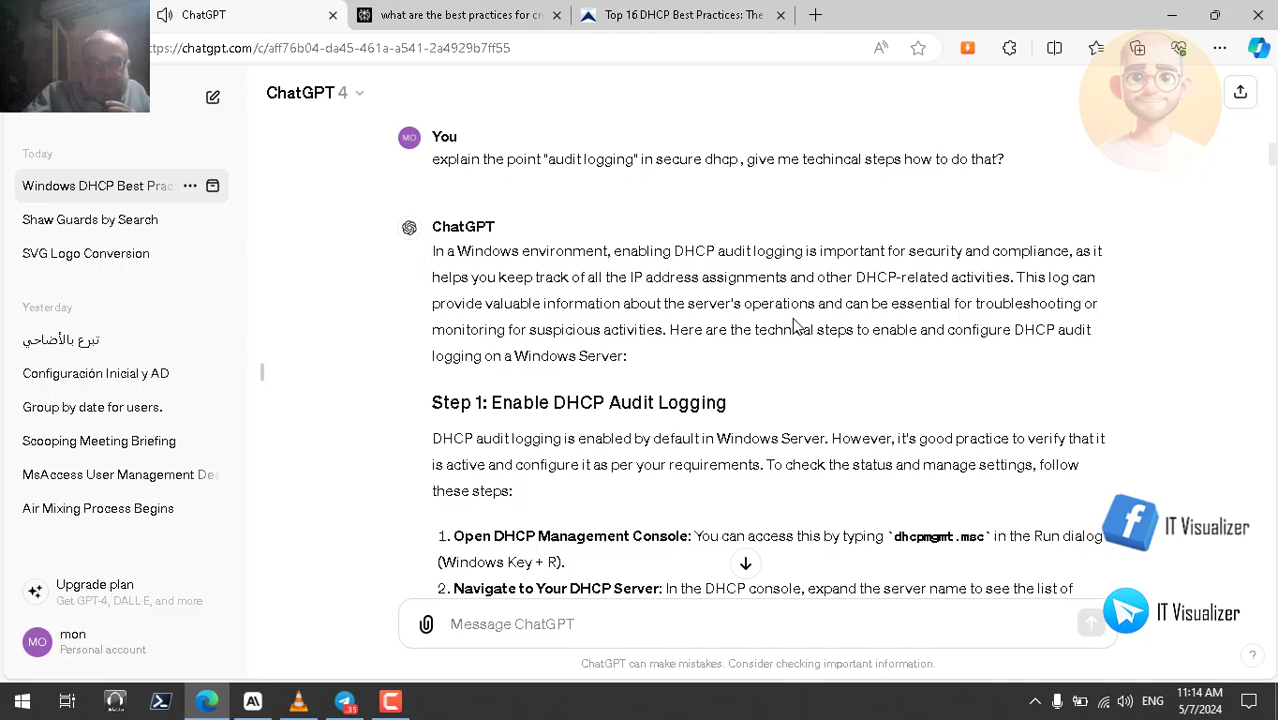 ChatGPT
what are the best practices for cr
Top 16 DHCP Best Practices: The
ttps://chatgpt.com/c/aff76b04-da45-461a-a541-2a4929b7ff55
ChatGPT 4
Today
Windows DHCP Best Prac
Shaw Guards by Search
SVG Logo Conversion
Yesterday
تبرع بالأضاحي
Configuración Inicial y AD
Group by date for users.
Scooping Meeting Briefing
MsAccess User Management De
Air Mixing Process Begins
Upgrade plan
Get GPT-4, DALL·E, and more
MO
mon
Personal account
MO
You
explain the point "audit logging" in secure dhcp , give me techincal steps how to do that?
ChatGPT
In a Windows environment, enabling DHCP audit logging is important for security and compliance, as it
helps you keep track of all the IP address assignments and other DHCP-related activities. This log can
provide valuable information about the server's operations and can be essential for troubleshooting or
monitoring for suspicious activities. Here are the technical steps to enable and configure DHCP audit
logging on a Windows Server:
Step 1: Enable DHCP Audit Logging
DHCP audit logging is enabled by default in Windows Server. However, it's good practice to verify that it
is active and configure it as per your requirements. To check the status and manage settings, follow
these steps:
1. Open DHCP Management Console: You can access this by typing `dhcpmgmt.msc` in the Run dialog
(Windows Key + R).
2. Navigate to Your DHCP Server: In the DHCP console, expand the server name to see the list of
Message ChatGPT
ChatGPT can make mistakes. Consider checking important information.
IT Visualizer
IT Visualizer
?
35
ENG
11:14 AM
5/7/2024